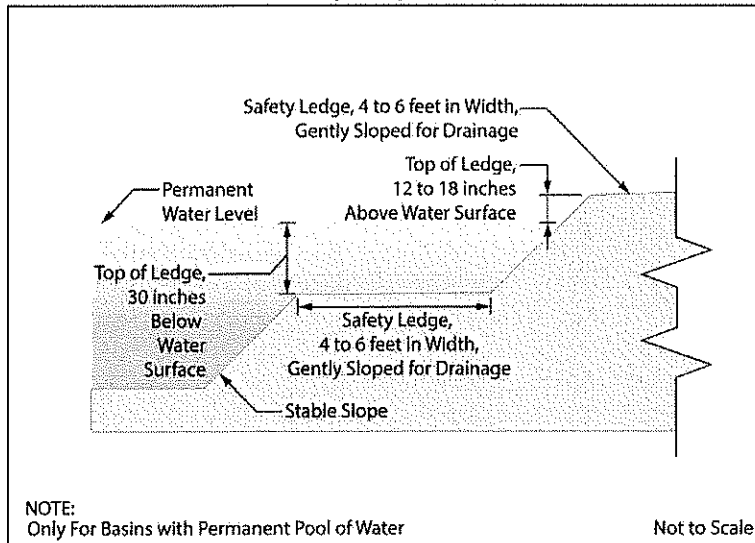 Safety Ledge, 4 to 6 feet in Width,
Gently Sloped for Drainage
Top of Ledge,
12 to 18 inches
Above Water Surface
Permanent
Water Level
Top of Ledge,
30 inches
Below
Water
Surface
Safety Ledge,
4 to 6 feet in Width,
Gently Sloped for Drainage
Stable Slope
NOTE:
Only For Basins with Permanent Pool of Water
Not to Scale